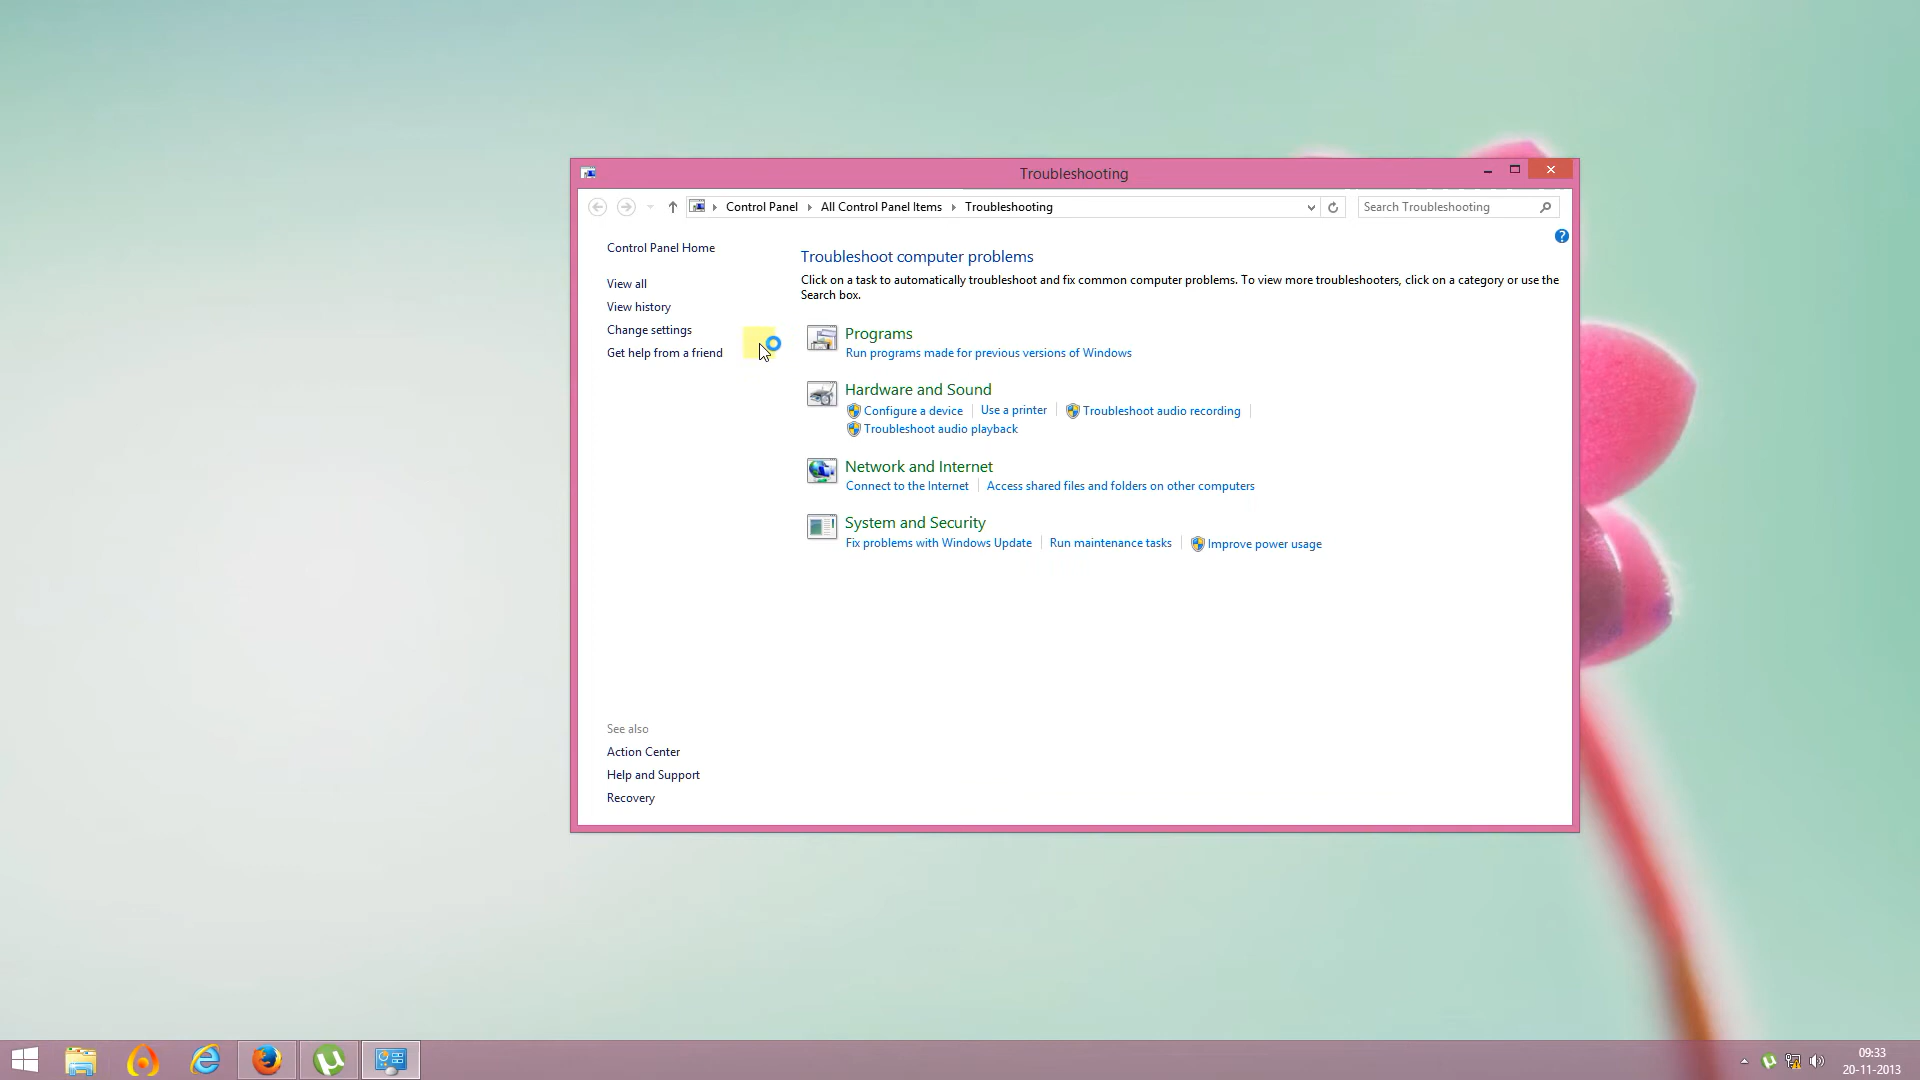 Troubleshooting
Control Panel All Control Panel Items Troubleshooting
Search Troubleshooting
Control Panel Home
View all
View history
Change settings
Get help from a friend
Troubleshoot computer problems
Click on a task to automatically troubleshoot and fix common computer problems. To view more troubleshooters, click on a category or use the
Search box.
Programs
Run programs made for previous versions of Windows
Hardware and Sound
Configure a device Use a printer Troubleshoot audio recording
Troubleshoot audio playback
Network and Internet
Connect to the Internet Access shared files and folders on other computers
System and Security
Fix problems with Windows Update Run maintenance tasks Improve power usage
See also
Action Center
Help and Support
Recovery
09:33
20-11-2013